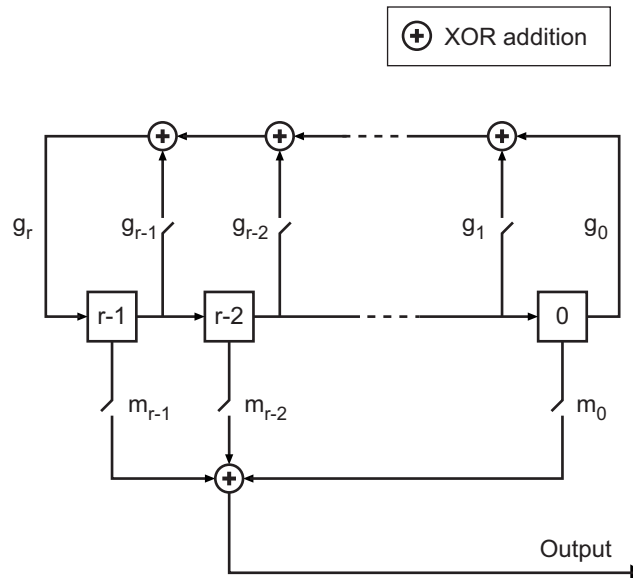 XOR addition
g_r g_{r-1} g_{r-2} g_1 g_0
r-1 r-2 0
m_{r-1} m_{r-2} m_0
Output